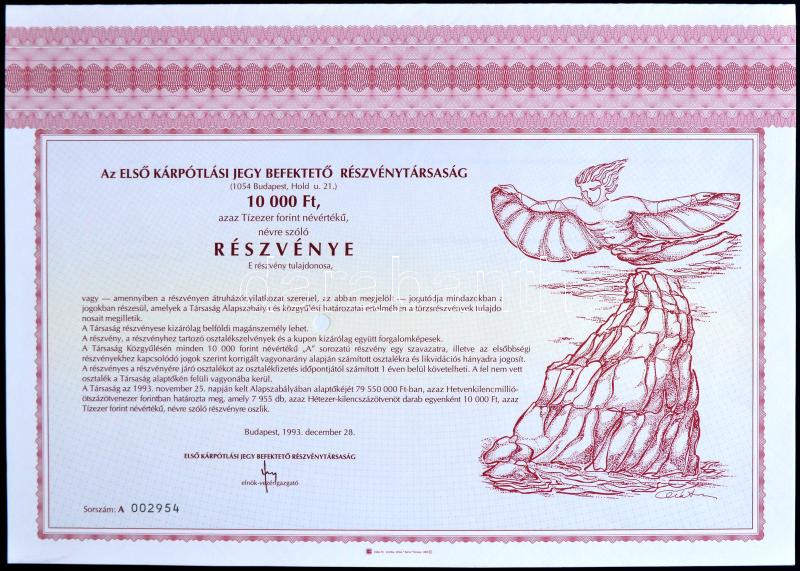 Az ELSŐ KÁRPÓTLÁSI JEGY BEFEKTETŐ RÉSZVÉNYTÁRSASÁG
(1054 Budapest, Hold u. 21.)
10 000 Ft,
azaz Tízezer forint névértékű,
névre szóló
RÉSZVÉNYE
E részvény tulajdonosa,
darabanth
vagy — amennyiben a részvényen átruházónyilatkozat szerepel, az abban megjelölt — jogutódja mindazokban a
jogokban részesül, amelyek a Társaság Alapszabálya és közgyűlési határozatai értelmében a törzsrészvények tulajdo
nosait megilletik.
A Társaság részvényese kizárólag belföldi magánszemély lehet.
A részvény, a részvényhez tartozó osztalékszelvények és a kupon kizárólag együtt forgalomképesek.
A Társaság Közgyűlésein minden 10 000 forint névértékű „A" sorozatú részvény egy szavazatra, illetve az elsőbbségi
részvényekhez kapcsolódó jogok szerint korrigált vagyonarány alapján számított osztalékra és likvidációs hányadra jogosít.
A részvényes a részvényére járó osztalékot az osztalékfizetés időpontjától számított 1 éven belül követelheti. A fel nem vett
osztalék a Társaság alaptőkén felüli vagyonába kerül.
A Társaság az 1993. november 25. napján kelt Alapszabályában alaptőkéjét 79 550 000 Ft-ban, azaz Hetvenkilencmillió-
ötszázötvenezer forintban határozta meg, amely 7 955 db, azaz Hétezer-kilencszázötvenöt darab egyenként 10 000 Ft, azaz
Tízezer forint névértékű, névre szóló részvényre oszlik.
Budapest, 1993. december 28.
ELSŐ KÁRPÓTLÁSI JEGY BEFEKTETŐ RÉSZVÉNYTÁRSASÁG
elnök-vezérigazgató
Sorszám: A 002954